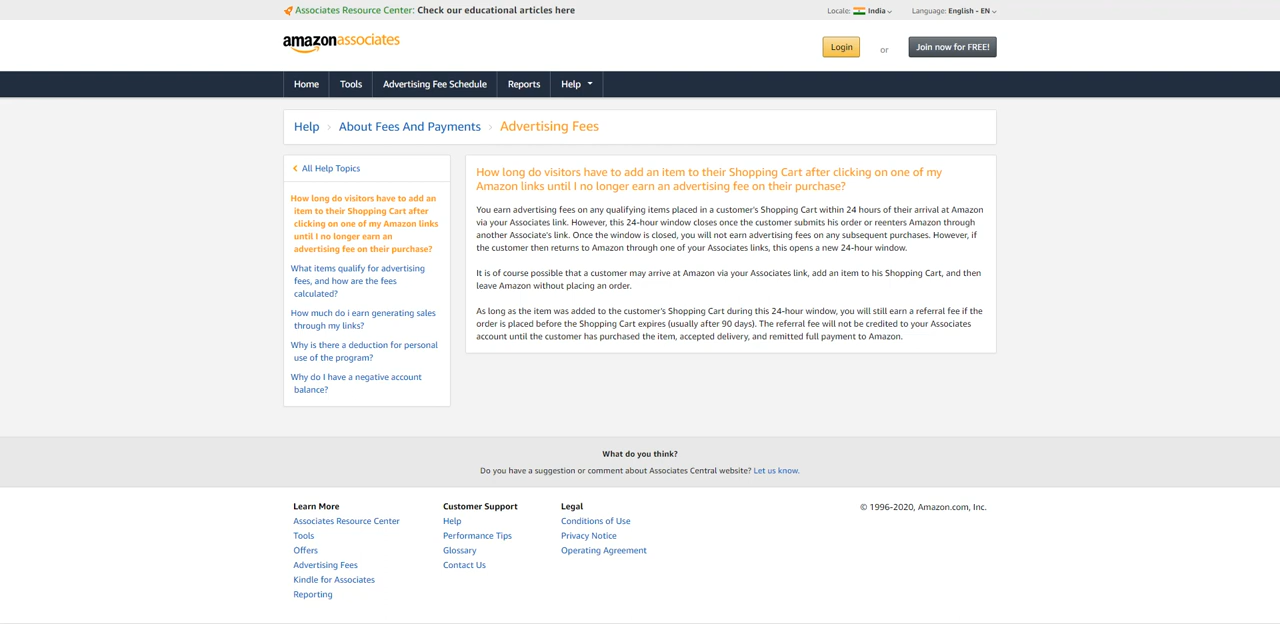 Associates Resource Center: Check our educational articles here
Locale: India
Language: English - EN
amazonassociates
Login
or
Join now for FREE!
Home
Tools
Advertising Fee Schedule
Reports
Help
Help › About Fees And Payments › Advertising Fees
All Help Topics
How long do visitors have to add an
item to their Shopping Cart after
clicking on one of my Amazon links
until I no longer earn an
advertising fee on their purchase?
What items qualify for advertising
fees, and how are the fees
calculated?
How much do i earn generating sales
through my links?
Why is there a deduction for personal
use of the program?
Why do I have a negative account
balance?
How long do visitors have to add an item to their Shopping Cart after clicking on one of my
Amazon links until I no longer earn an advertising fee on their purchase?
You earn advertising fees on any qualifying items placed in a customer's Shopping Cart within 24 hours of their arrival at Amazon
via your Associates link. However, this 24-hour window closes once the customer submits his order or reenters Amazon through
another Associate's link. Once the window is closed, you will not earn advertising fees on any subsequent purchases. However, if
the customer then returns to Amazon through one of your Associates links, this opens a new 24-hour window.
It is of course possible that a customer may arrive at Amazon via your Associates link, add an item to his Shopping Cart, and then
leave Amazon without placing an order.
As long as the item was added to the customer's Shopping Cart during this 24-hour window, you will still earn a referral fee if the
order is placed before the Shopping Cart expires (usually after 90 days). The referral fee will not be credited to your Associates
account until the customer has purchased the item, accepted delivery, and remitted full payment to Amazon.
What do you think?
Do you have a suggestion or comment about Associates Central website? Let us know.
Learn More
Associates Resource Center
Tools
Offers
Advertising Fees
Kindle for Associates
Reporting
Customer Support
Help
Performance Tips
Glossary
Contact Us
Legal
Conditions of Use
Privacy Notice
Operating Agreement
© 1996-2020, Amazon.com, Inc.